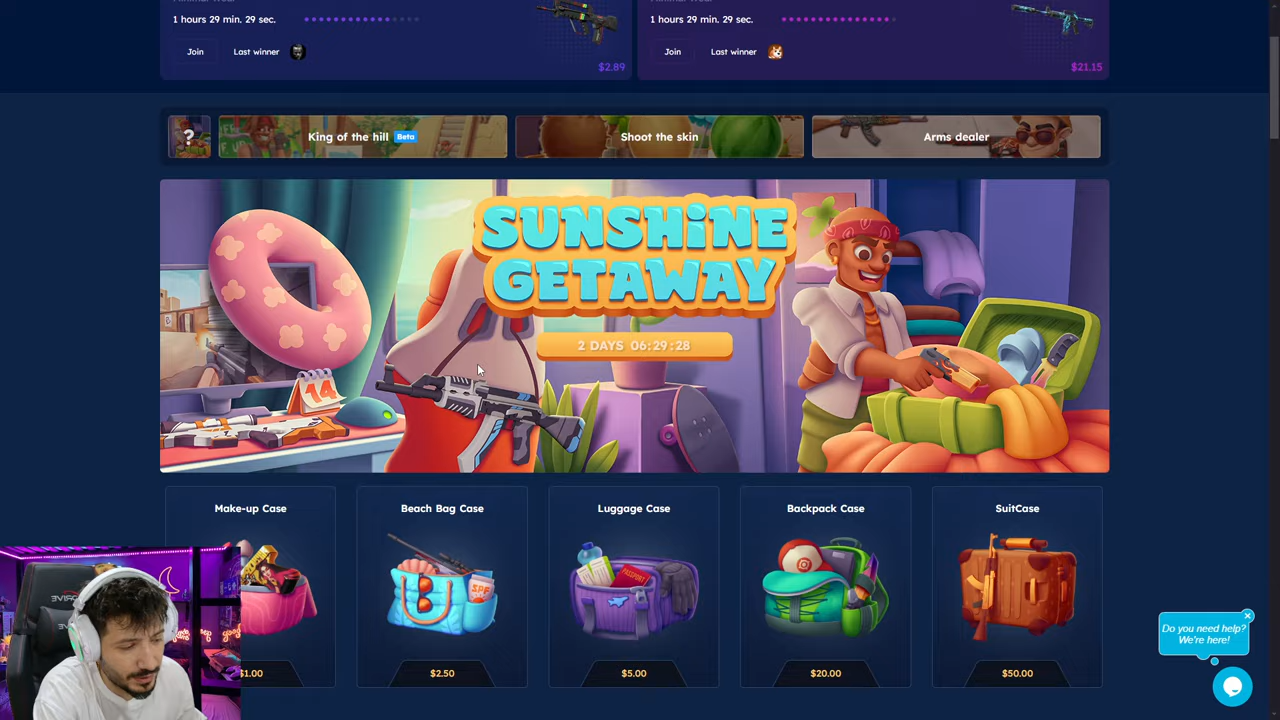 1 hours 29 min. 29 sec.
Join
Last winner
$2.89
1 hours 29 min. 29 sec.
Join
Last winner
$21.15
?
King of the hill Beta
Shoot the skin
Arms dealer
SUNSHINE
GETAWAY
2 DAYS 06:29:28
14
PASSPORT
SPF
Make-up Case
$1.00
Beach Bag Case
$2.50
Luggage Case
$5.00
Backpack Case
$20.00
SuitCase
$50.00
Do you need help?
We're here!